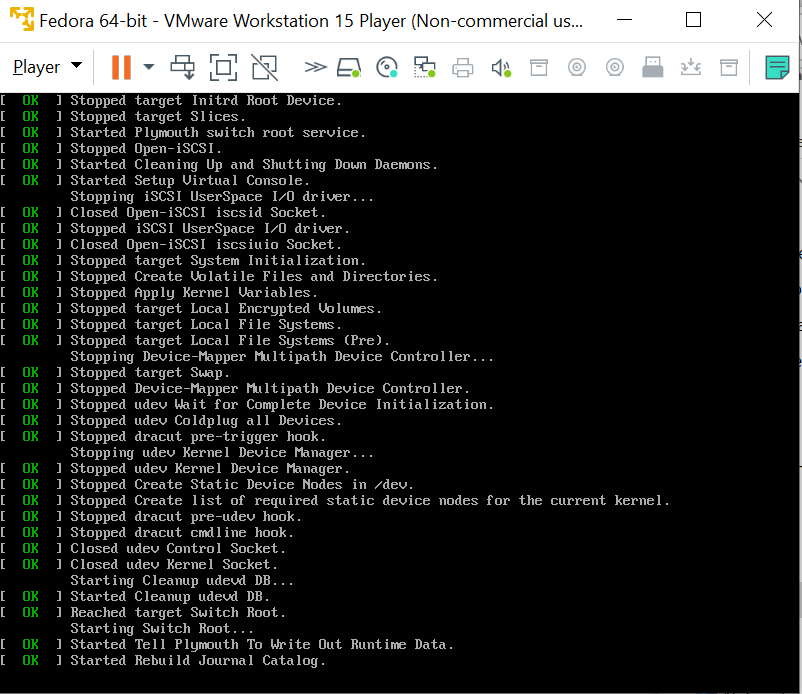 Fedora 64-bit - VMware Workstation 15 Player (Non-commercial us...
Player
[  OK  ] Stopped target Initrd Root Device.
[  OK  ] Stopped target Slices.
[  OK  ] Started Plymouth switch root service.
[  OK  ] Stopped Open-iSCSI.
[  OK  ] Started Cleaning Up and Shutting Down Daemons.
[  OK  ] Started Setup Virtual Console.
Stopping iSCSI UserSpace I/O driver...
[  OK  ] Closed Open-iSCSI iscsid Socket.
[  OK  ] Stopped iSCSI UserSpace I/O driver.
[  OK  ] Closed Open-iSCSI iscsiuio Socket.
[  OK  ] Stopped target System Initialization.
[  OK  ] Stopped Create Volatile Files and Directories.
[  OK  ] Stopped Apply Kernel Variables.
[  OK  ] Stopped target Local Encrypted Volumes.
[  OK  ] Stopped target Local File Systems.
[  OK  ] Stopped target Local File Systems (Pre).
Stopping Device-Mapper Multipath Device Controller...
[  OK  ] Stopped target Swap.
[  OK  ] Stopped Device-Mapper Multipath Device Controller.
[  OK  ] Stopped udev Wait for Complete Device Initialization.
[  OK  ] Stopped udev Coldplug all Devices.
[  OK  ] Stopped dracut pre-trigger hook.
Stopping udev Kernel Device Manager...
[  OK  ] Stopped udev Kernel Device Manager.
[  OK  ] Stopped Create Static Device Nodes in /dev.
[  OK  ] Stopped Create list of required static device nodes for the current kernel.
[  OK  ] Stopped dracut pre-udev hook.
[  OK  ] Stopped dracut cmdline hook.
[  OK  ] Closed udev Control Socket.
[  OK  ] Closed udev Kernel Socket.
Starting Cleanup udevd DB...
[  OK  ] Started Cleanup udevd DB.
[  OK  ] Reached target Switch Root.
Starting Switch Root...
[  OK  ] Started Tell Plymouth To Write Out Runtime Data.
[  OK  ] Started Rebuild Journal Catalog.